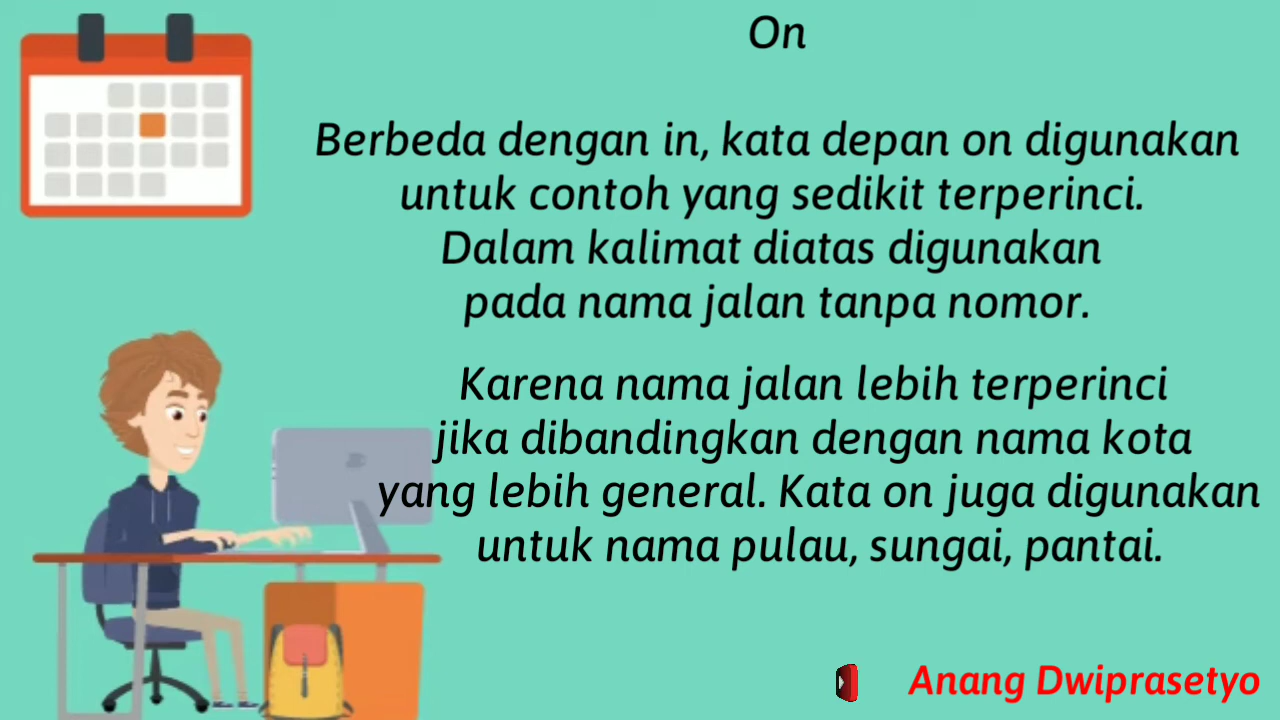 On
Berbeda dengan in, kata depan on digunakan
untuk contoh yang sedikit terperinci.
Dalam kalimat diatas digunakan
pada nama jalan tanpa nomor.
Karena nama jalan lebih terperinci
jika dibandingkan dengan nama kota
yang lebih general. Kata on juga digunakan
untuk nama pulau, sungai, pantai.
Anang Dwiprasetyo